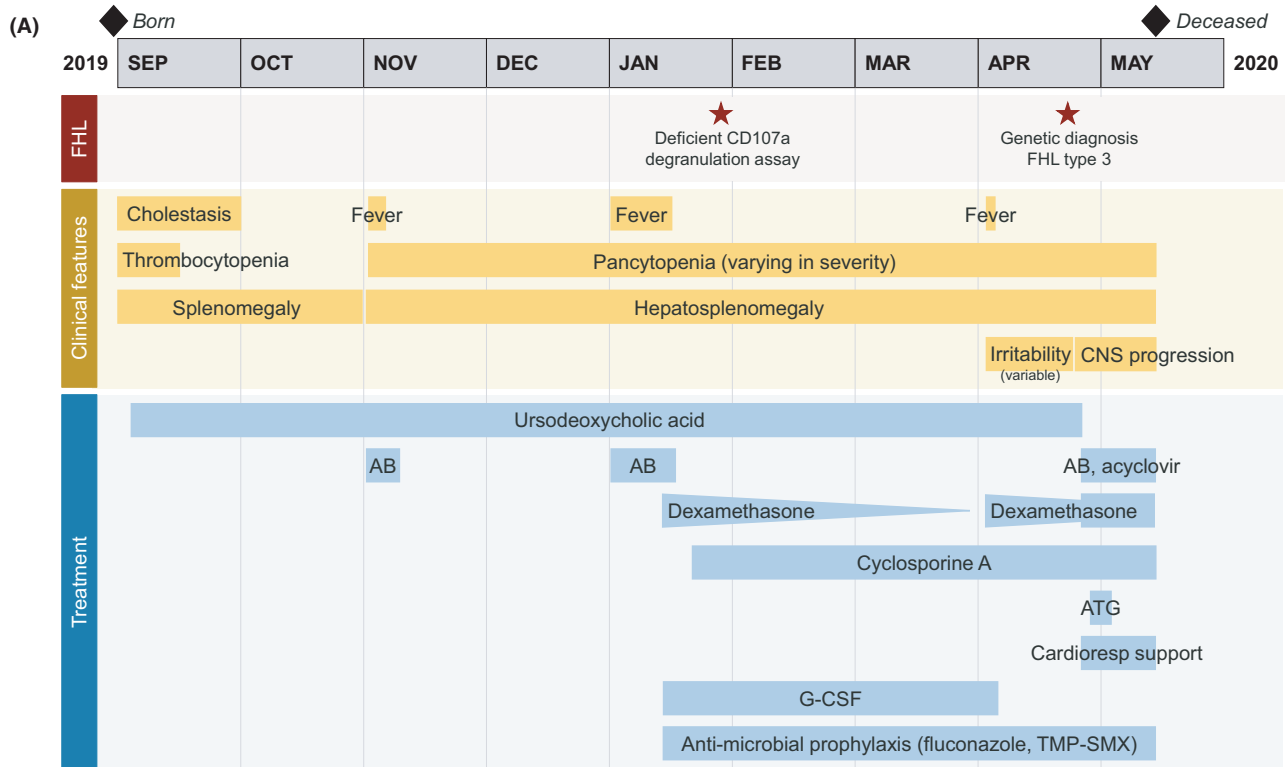 (A)
Born
Deceased
2019 SEP OCT NOV DEC JAN FEB MAR APR MAY 2020
FHL
Deficient CD107a
degranulation assay
Genetic diagnosis
FHL type 3
Clinical features
Cholestasis Fever Fever Fever
Thrombocytopenia Pancytopenia (varying in severity)
Splenomegaly Hepatosplenomegaly
Irritability CNS progression
(variable)
Treatment
Ursodeoxycholic acid
AB AB AB, acyclovir
Dexamethasone Dexamethasone
Cyclosporine A
ATG
Cardioresp support
G-CSF
Anti-microbial prophylaxis (fluconazole, TMP-SMX)